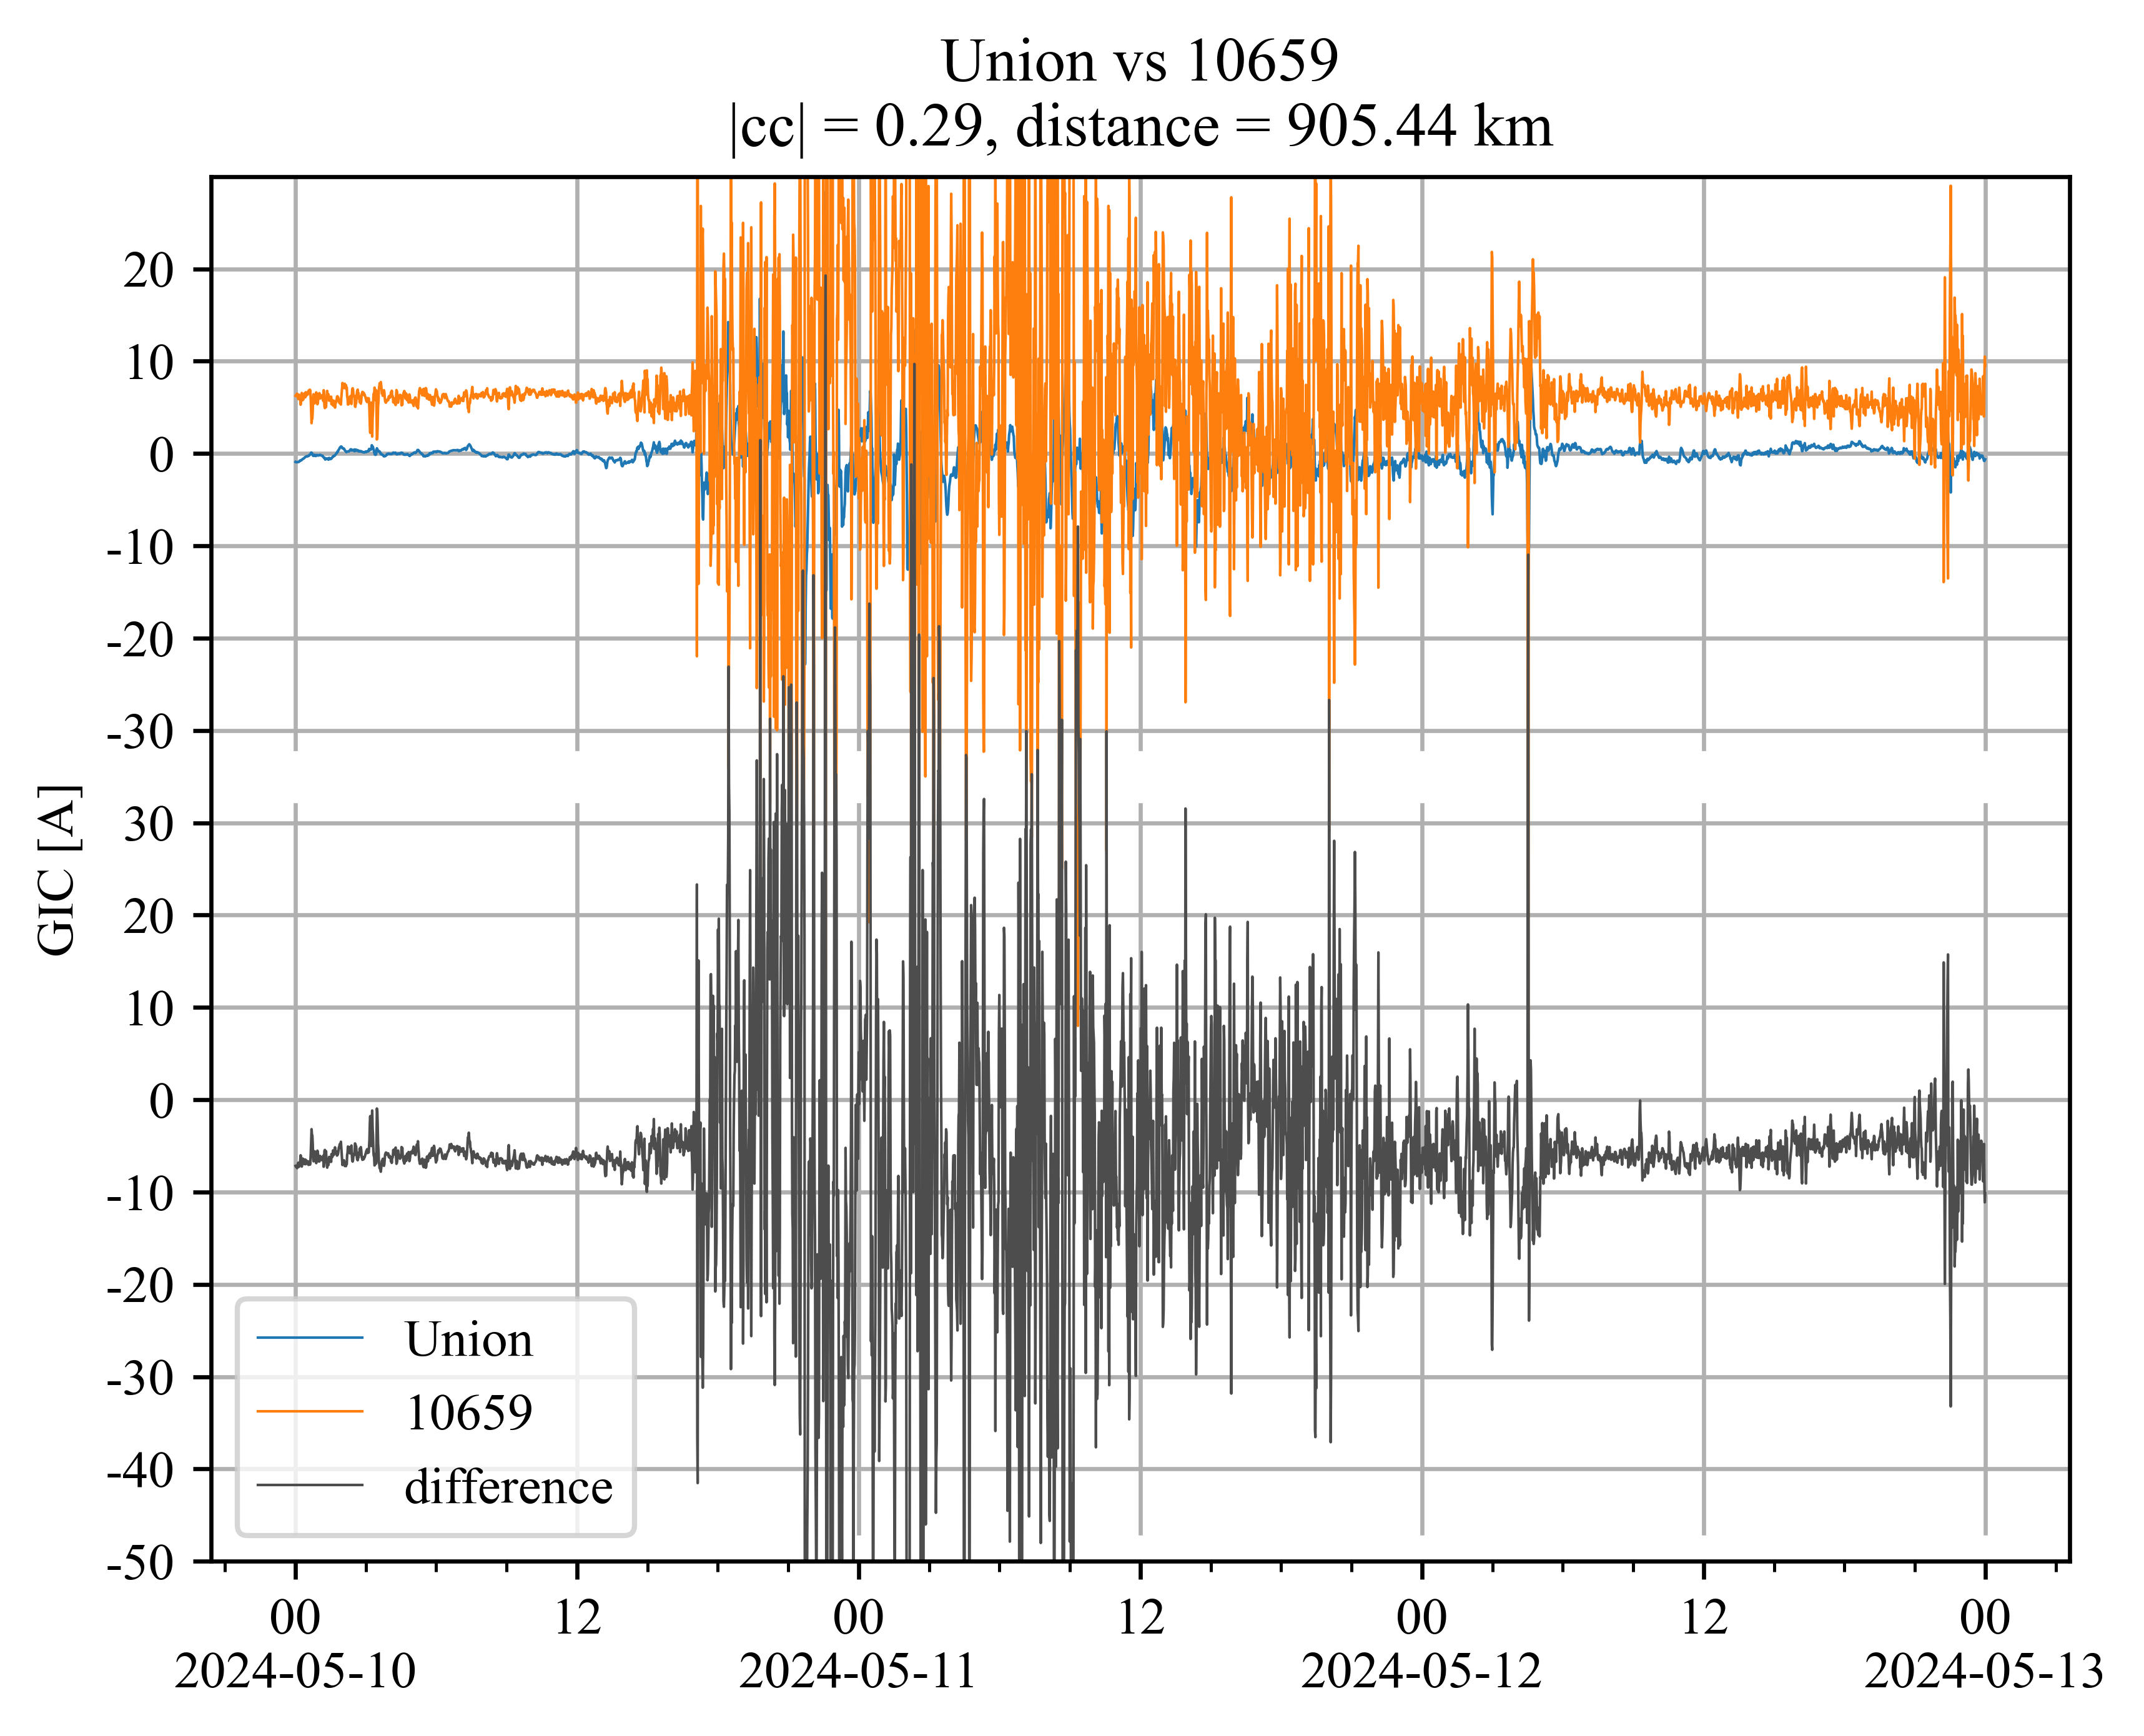 Union vs 10659
|cc| = 0.29, distance = 905.44 km
GIC [A]
20
10
0
-10
-20
-30
30
20
10
0
-10
-20
-30
-40
-50
Union
10659
difference
00 12 00 12 00 12 00
2024-05-10 2024-05-11 2024-05-12 2024-05-13